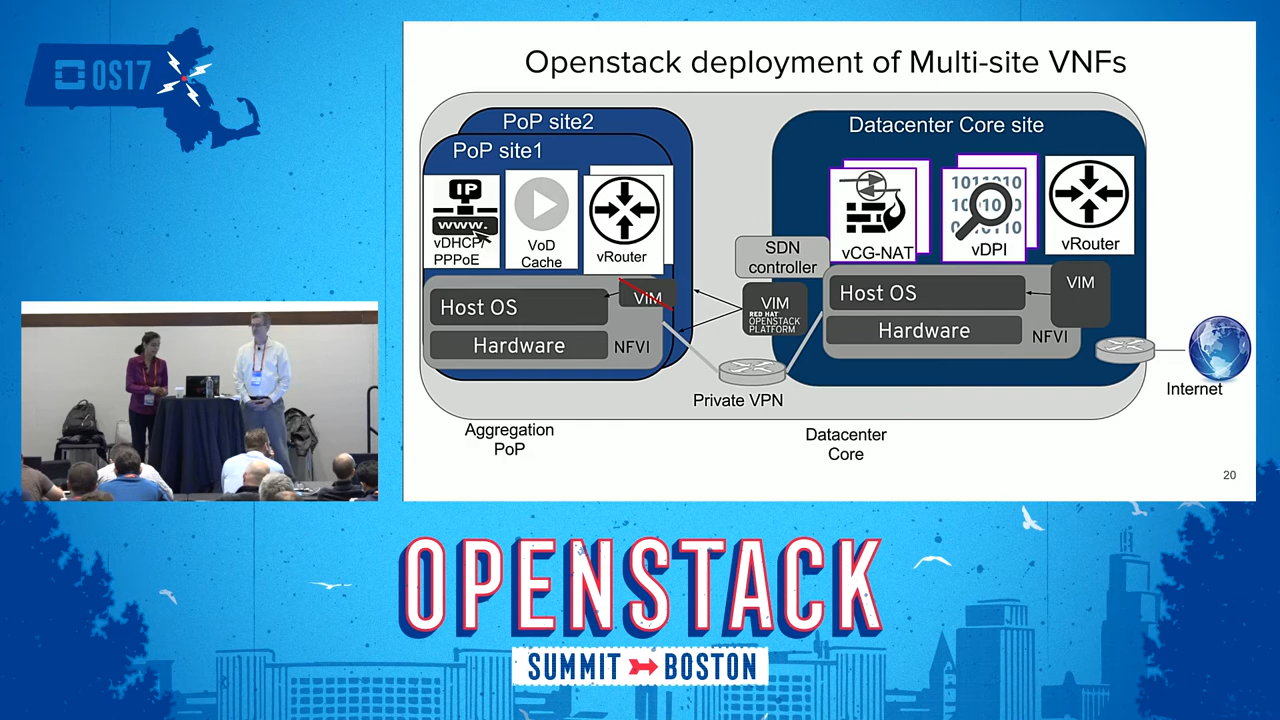 OS17
Openstack deployment of Multi-site VNFs
PoP site2
PoP site1
IP
www.
vDHCP/
PPPoE
VoD
Cache
vRouter
Host OS
VIM
Hardware
NFVI
SDN
controller
VIM
RED HAT
OPENSTACK
PLATFORM
Private VPN
Datacenter Core site
vCG-NAT
1011010
vDPI
vRouter
Host OS
VIM
Hardware
NFVI
Internet
Aggregation
PoP
Datacenter
Core
20
OPENSTACK
SUMMIT BOSTON